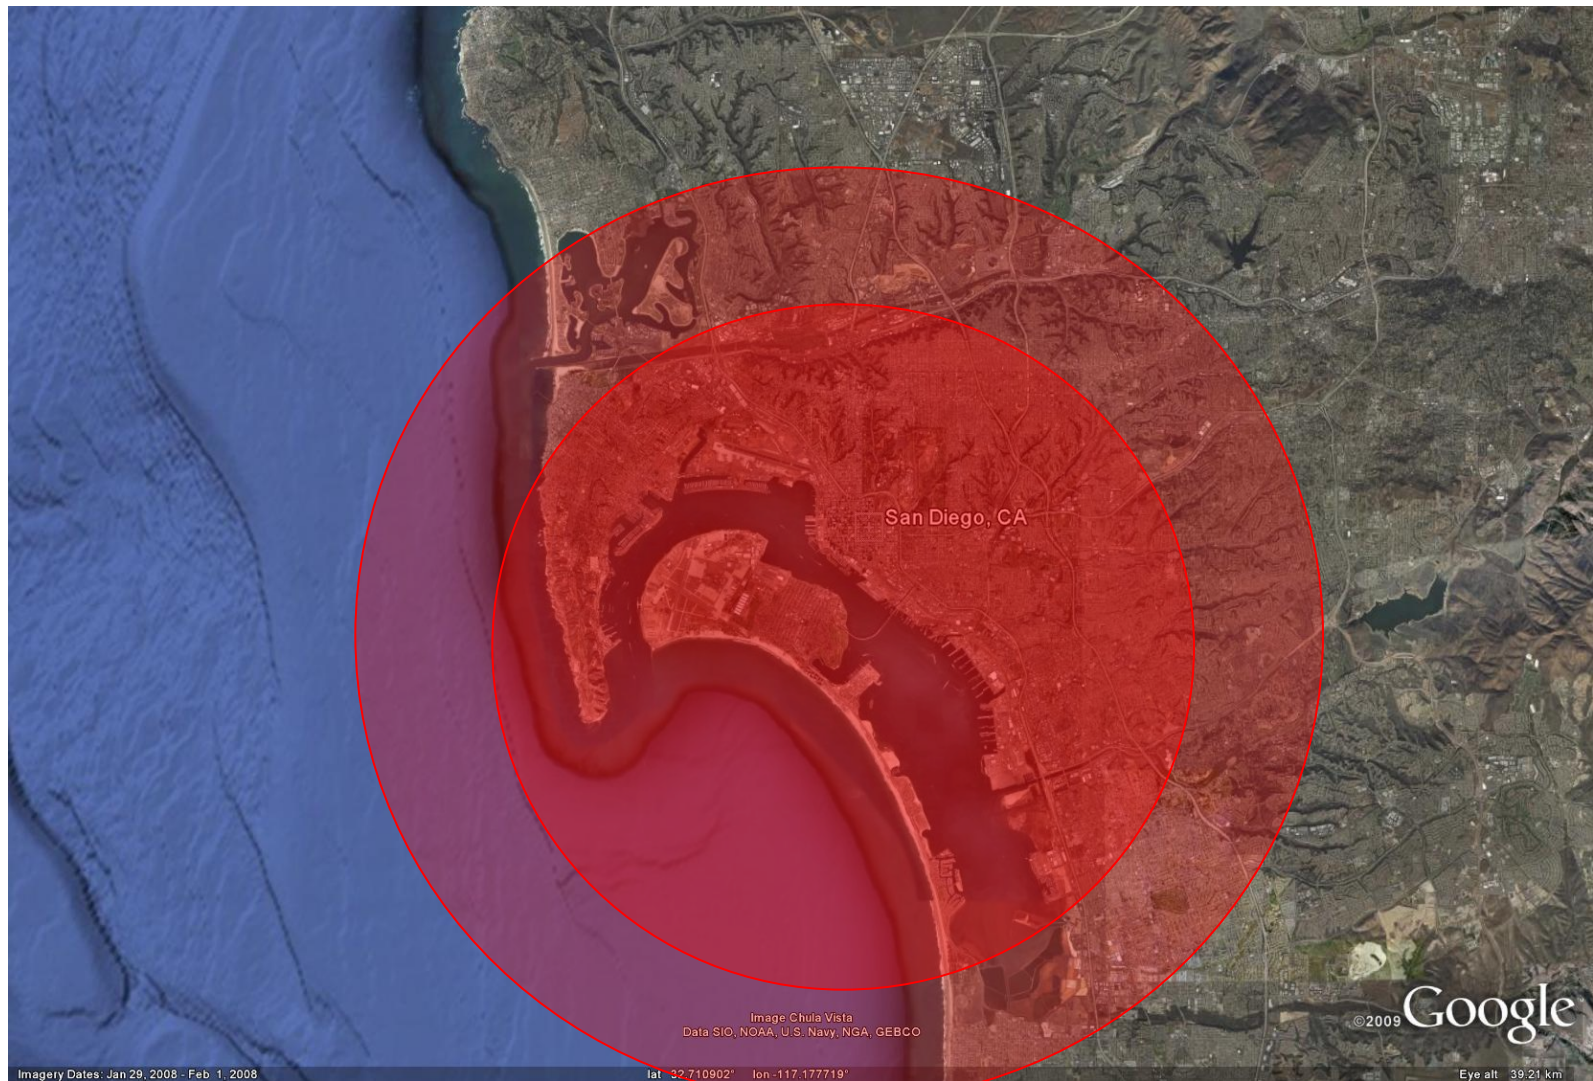 San Diego, CA
Image Chula Vista
Data SIO, NOAA, U.S. Navy, NGA, GEBCO
©2009 Google
Imagery Dates: Jan 29, 2008 - Feb 1, 2008 lat 32.710902° lon -117.177719° Eye alt 39.21 km